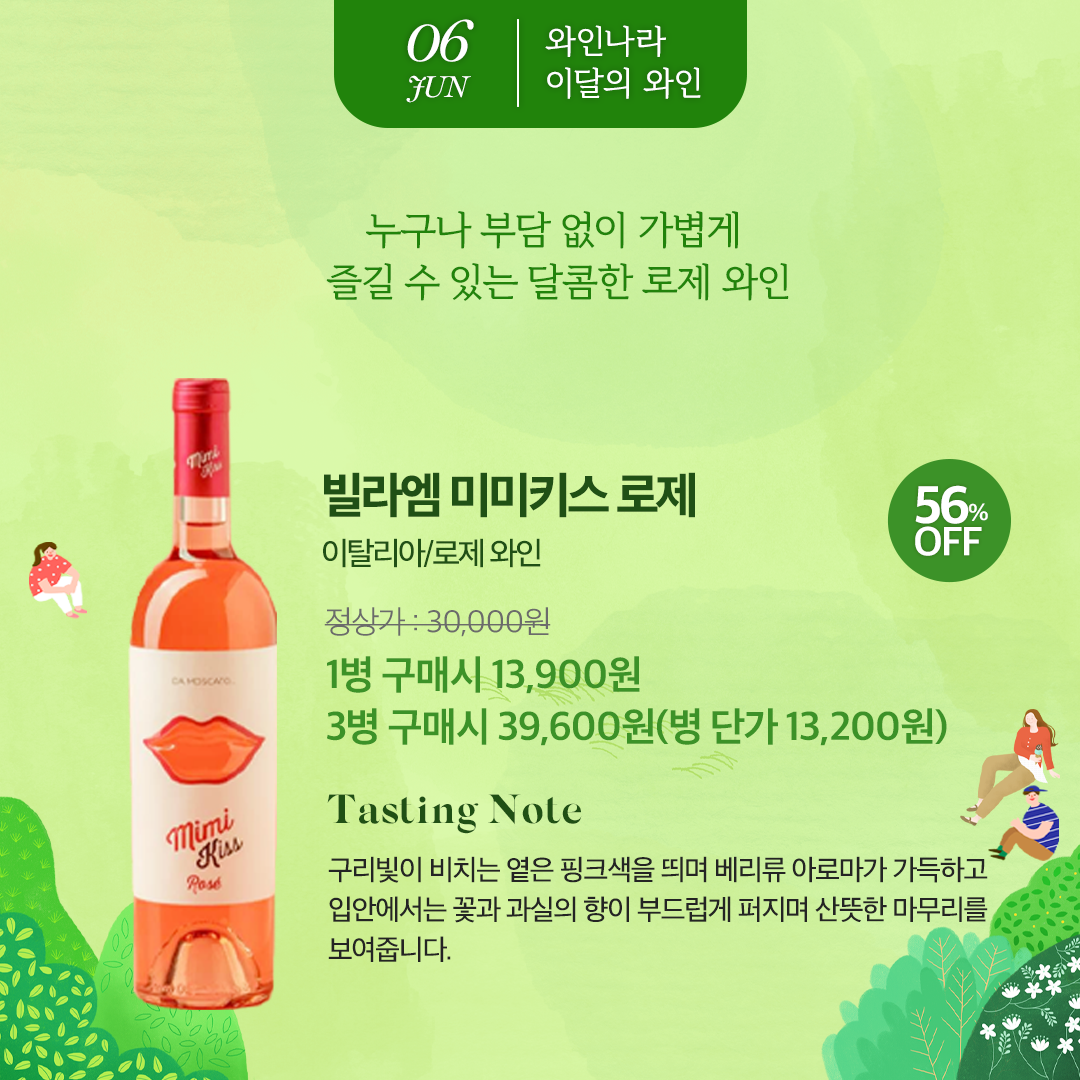 06
JUN
와인나라
이달의 와인
누구나 부담 없이 가볍게
즐길 수 있는 달콤한 로제 와인
Mimi
Kiss
빌라엠 미미키스 로제
이탈리아/로제 와인
56%
OFF
정상가 : 30,000원
1병 구매시 13,900원
3병 구매시 39,600원(병 단가 13,200원)
DA MOSCATO...
Mimi
Kiss
Rosé
Tasting Note
구리빛이 비치는 옅은 핑크색을 띄며 베리류 아로마가 가득하고
입안에서는 꽃과 과실의 향이 부드럽게 퍼지며 산뜻한 마무리를
보여줍니다.